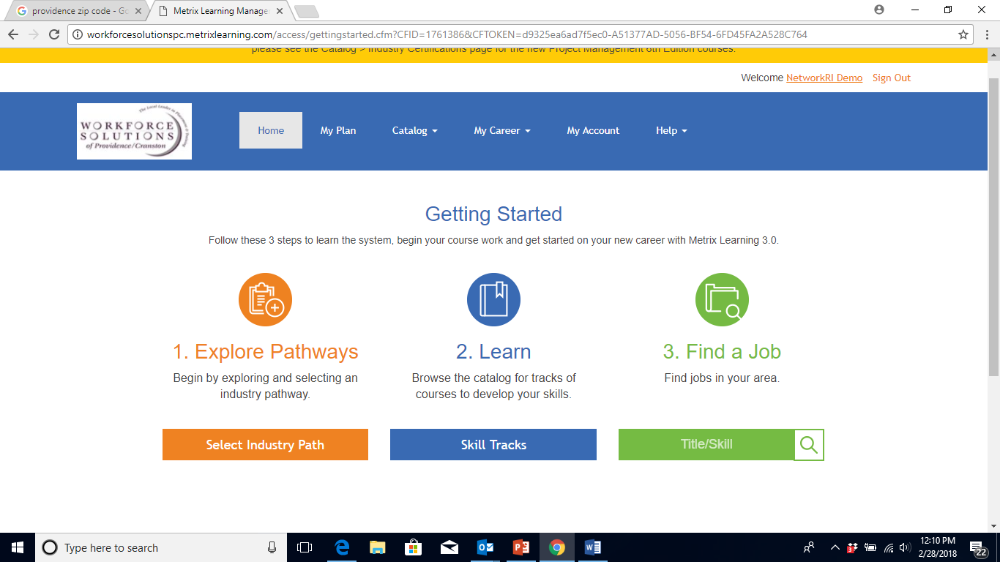 providence zip code - Go
Metrix Learning Manage
workforcesolutionspc.metrixlearning.com/access/gettingstarted.cfm?CFID=1761386&CFTOKEN=d9325ea6ad7f5ec0-A51377AD-5056-BF54-6FD45FA2A528C764
please see the Catalog > Industry Certifications page for the new Project Management 6th Edition courses.
Welcome NetworkRI Demo Sign Out
The Local Leader in
WORKFORCE
SOLUTIONS
of Providence/Cranston
Home My Plan Catalog My Career My Account Help
Getting Started
Follow these 3 steps to learn the system, begin your course work and get started on your new career with Metrix Learning 3.0.
1. Explore Pathways
Begin by exploring and selecting an
industry pathway.
Select Industry Path
2. Learn
Browse the catalog for tracks of
courses to develop your skills.
Skill Tracks
3. Find a Job
Find jobs in your area.
Title/Skill
Type here to search
12:10 PM
2/28/2018
22